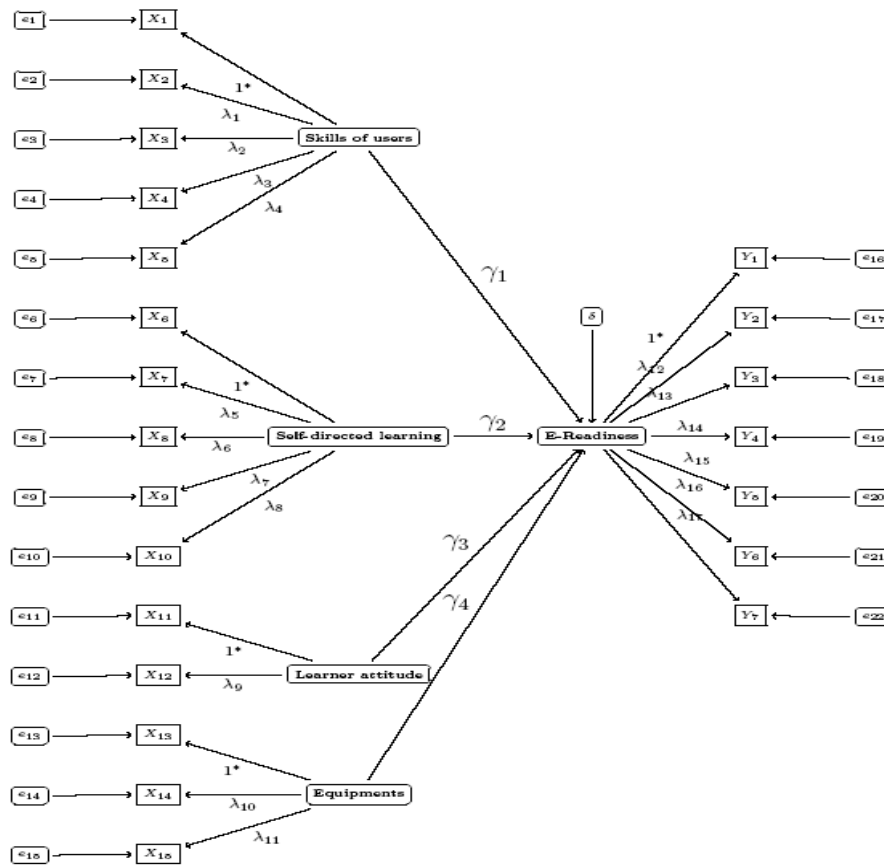 e₁ X₁
1*
e₂ X₂
λ₁
e₃ X₃ λ₂ Skills of users
λ₃
e₄ X₄
λ₄
e₅ X₅ Y₁ e₁₆
γ₁
e₆ X₆ δ Y₂ e₁₇
1*
e₇ X₇ 1* λ₁₂ Y₃ e₁₈
λ₅ λ₁₃
e₈ X₈ λ₆ Self-directed learning γ₂ E-Readiness λ₁₄ Y₄ e₁₉
λ₇ λ₁₅
e₉ X₉ λ₈ λ₁₆ Y₅ e₂₀
λ₁₇
γ₃
e₁₀ X₁₀ Y₆ e₂₁
γ₄
e₁₁ X₁₁ Y₇ e₂₂
1*
e₁₂ X₁₂ λ₉ Learner attitude
e₁₃ X₁₃
1*
e₁₄ X₁₄ λ₁₀ Equipments
λ₁₁
e₁₅ X₁₅